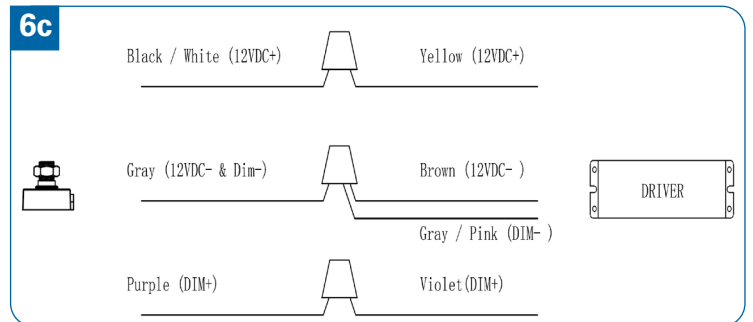 6c
Black / White (12VDC+)
Yellow (12VDC+)
Gray (12VDC- & Dim-)
Brown (12VDC- )
DRIVER
Gray / Pink (DIM- )
Purple (DIM+)
Violet(DIM+)